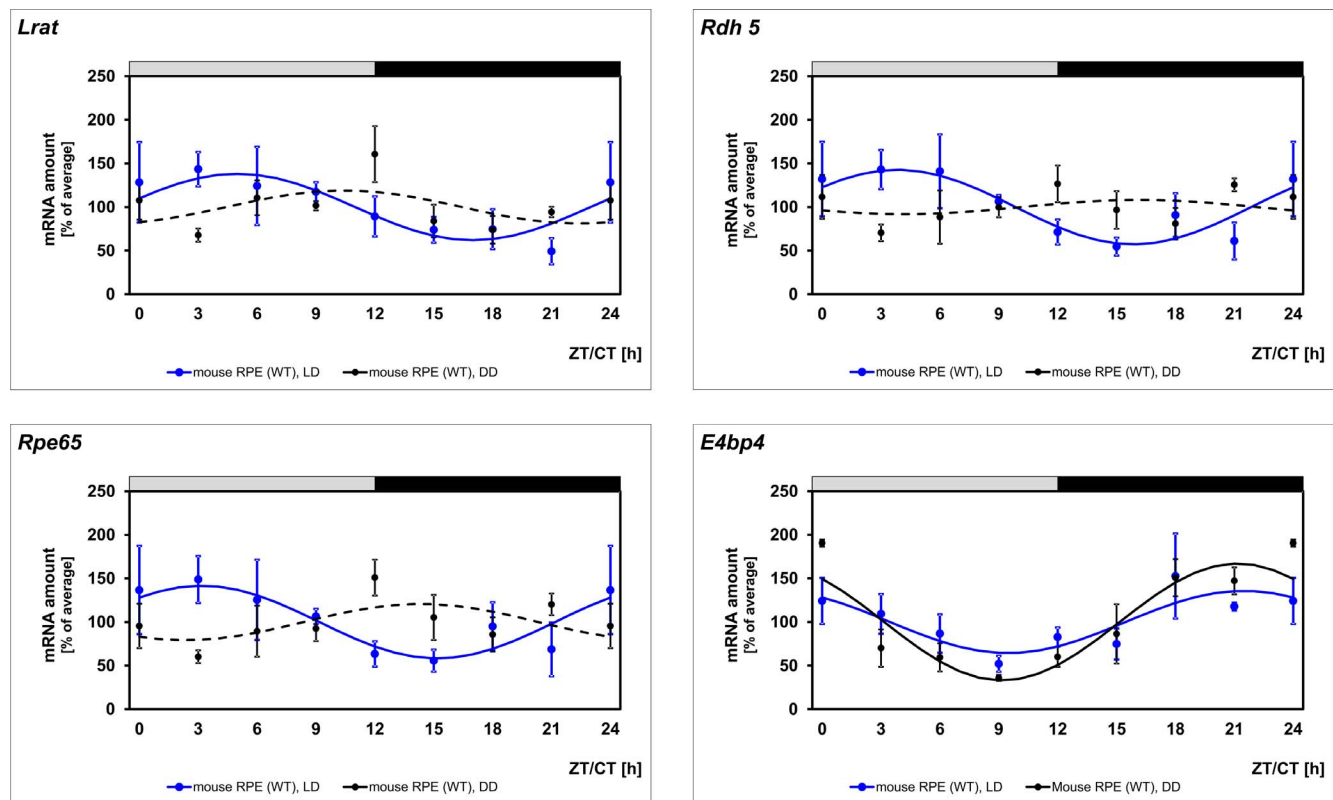 Lrat
250
200
150
100
50
0
mRNA amount
[% of average]
0 3 6 9 12 15 18 21 24
ZT/CT [h]
mouse RPE (WT), LD mouse RPE (WT), DD
Rdh 5
250
200
150
100
50
0
mRNA amount
[% of average]
0 3 6 9 12 15 18 21 24
ZT/CT [h]
mouse RPE (WT), LD mouse RPE (WT), DD
Rpe65
250
200
150
100
50
0
mRNA amount
[% of average]
0 3 6 9 12 15 18 21 24
ZT/CT [h]
mouse RPE (WT), LD mouse RPE (WT), DD
E4bp4
250
200
150
100
50
0
mRNA amount
[% of average]
0 3 6 9 12 15 18 21 24
ZT/CT [h]
mouse RPE (WT), LD Mouse RPE (WT), DD